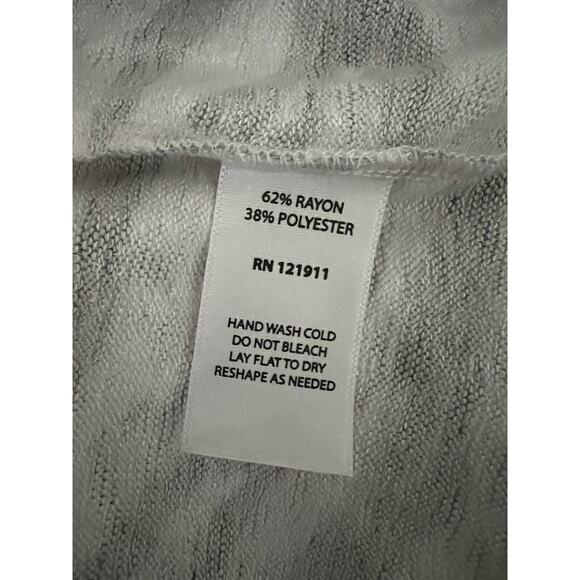 62% RAYON
38% POLYESTER
RN 121911
HAND WASH COLD
DO NOT BLEACH
LAY FLAT TO DRY
RESHAPE AS NEEDED